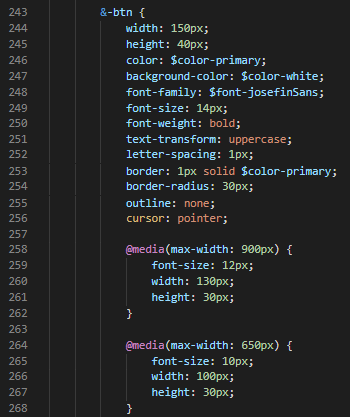 243 &-btn {
244 width: 150px;
245 height: 40px;
246 color: $color-primary;
247 background-color: $color-white;
248 font-family: $font-josefinSans;
249 font-size: 14px;
250 font-weight: bold;
251 text-transform: uppercase;
252 letter-spacing: 1px;
253 border: 1px solid $color-primary;
254 border-radius: 30px;
255 outline: none;
256 cursor: pointer;
257
258 @media(max-width: 900px) {
259 font-size: 12px;
260 width: 130px;
261 height: 30px;
262 }
263
264 @media(max-width: 650px) {
265 font-size: 10px;
266 width: 100px;
267 height: 30px;
268 }